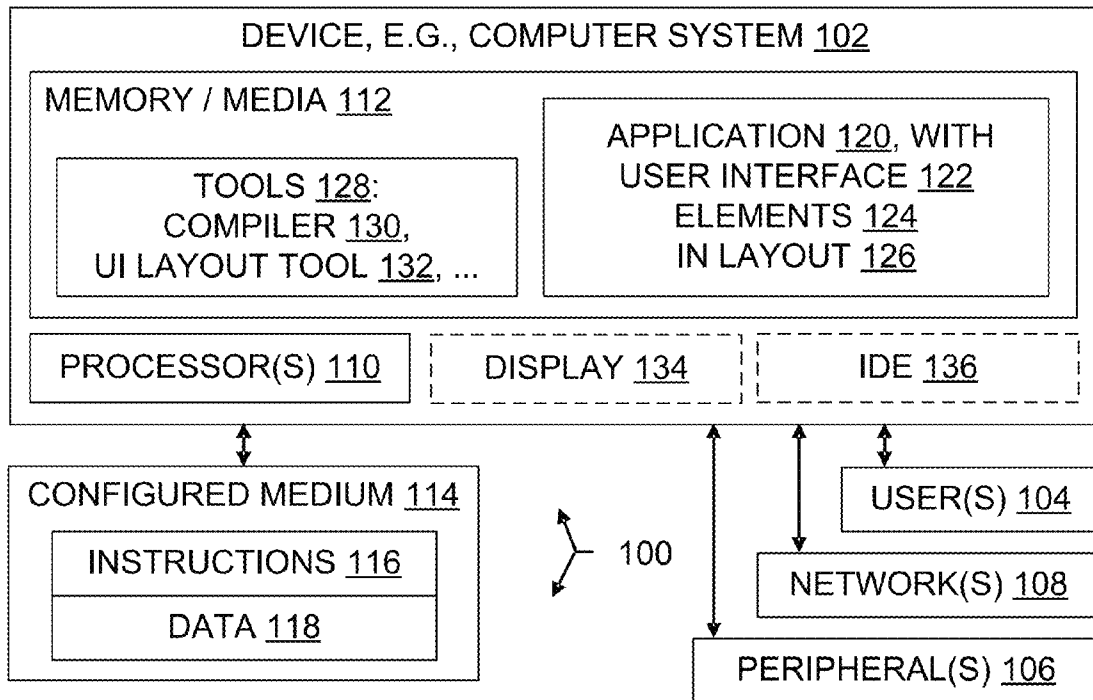 DEVICE, E.G., COMPUTER SYSTEM 102
MEMORY / MEDIA 112
TOOLS 128:
COMPILER 130,
UI LAYOUT TOOL 132, ...
APPLICATION 120, WITH
USER INTERFACE 122
ELEMENTS 124
IN LAYOUT 126
PROCESSOR(S) 110
DISPLAY 134
IDE 136
CONFIGURED MEDIUM 114
INSTRUCTIONS 116
DATA 118
100
USER(S) 104
NETWORK(S) 108
PERIPHERAL(S) 106